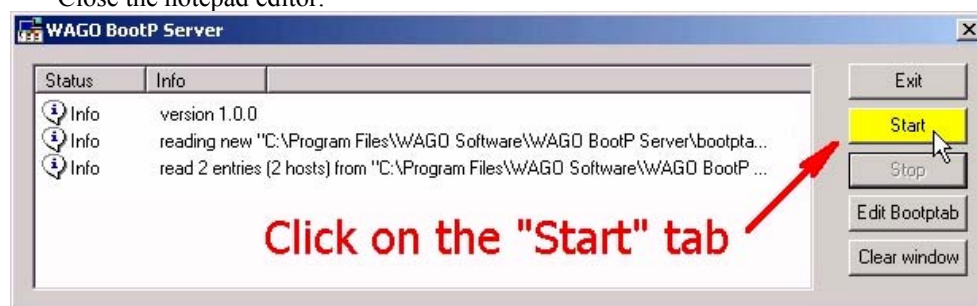 Close the notepad editor.
WAGO BootP Server
Status Info
Info version 1.0.0
Info reading new "C:\Program Files\WAGO Software\WAGO BootP Server\bootpta...
Info read 2 entries (2 hosts) from "C:\Program Files\WAGO Software\WAGO BootP ...
Exit
Start
Stop
Edit Bootptab
Clear window
Click on the "Start" tab